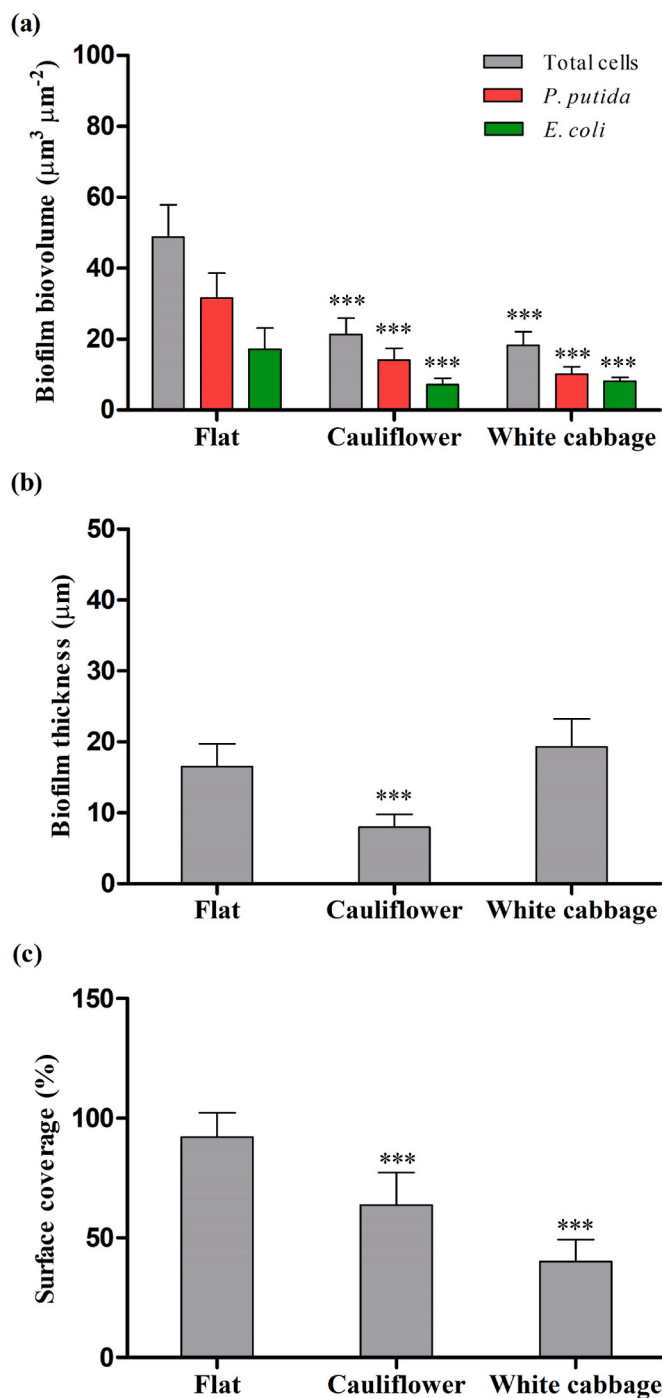 (a)
100
80
60
40
20
0
Biofilm biovolume (μm³ μm⁻²)
Total cells
P. putida
E. coli
*** *** ***
*** *** ***
Flat Cauliflower White cabbage
(b)
50
40
30
20
10
0
Biofilm thickness (μm)
***
Flat Cauliflower White cabbage
(c)
150
100
50
0
Surface coverage (%)
***
***
Flat Cauliflower White cabbage